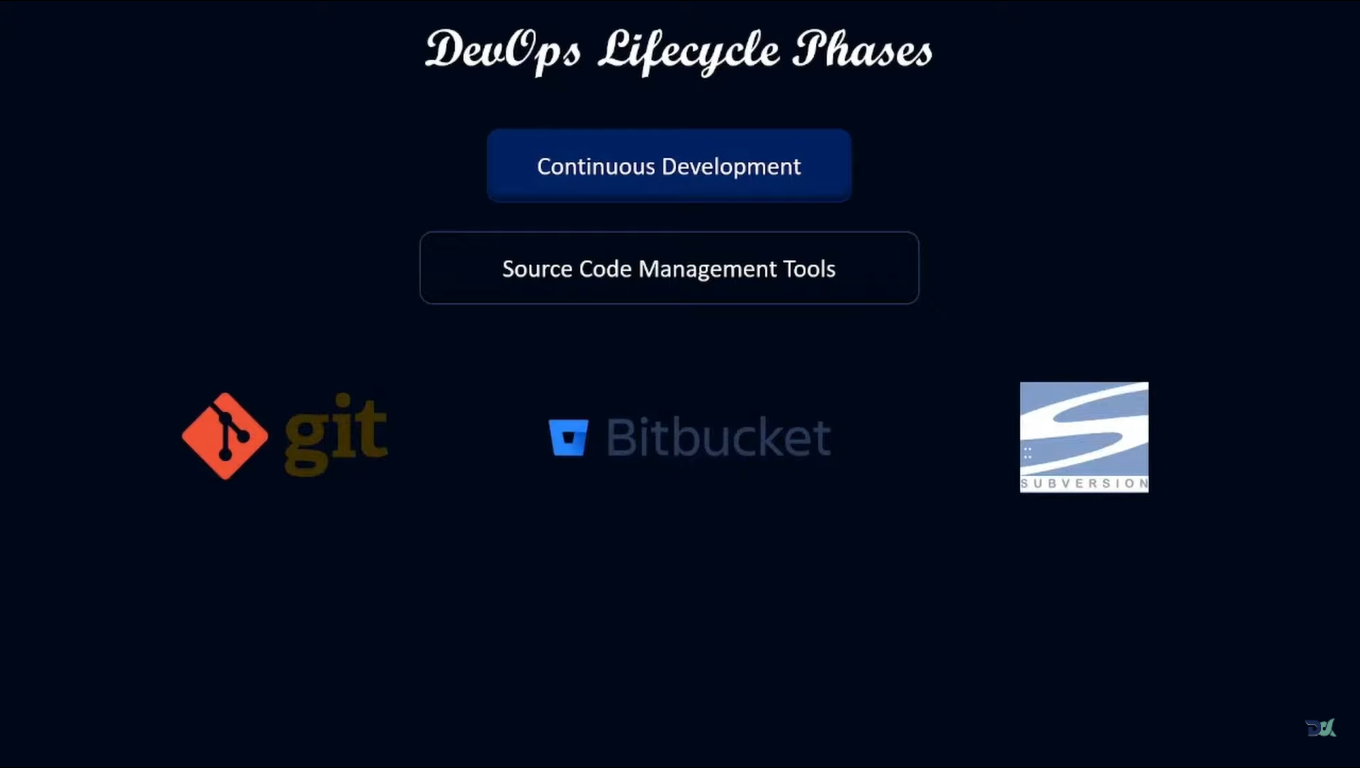 DevOps Lifecycle Phases
Continuous Development
Source Code Management Tools
git
Bitbucket
SUBVERSION